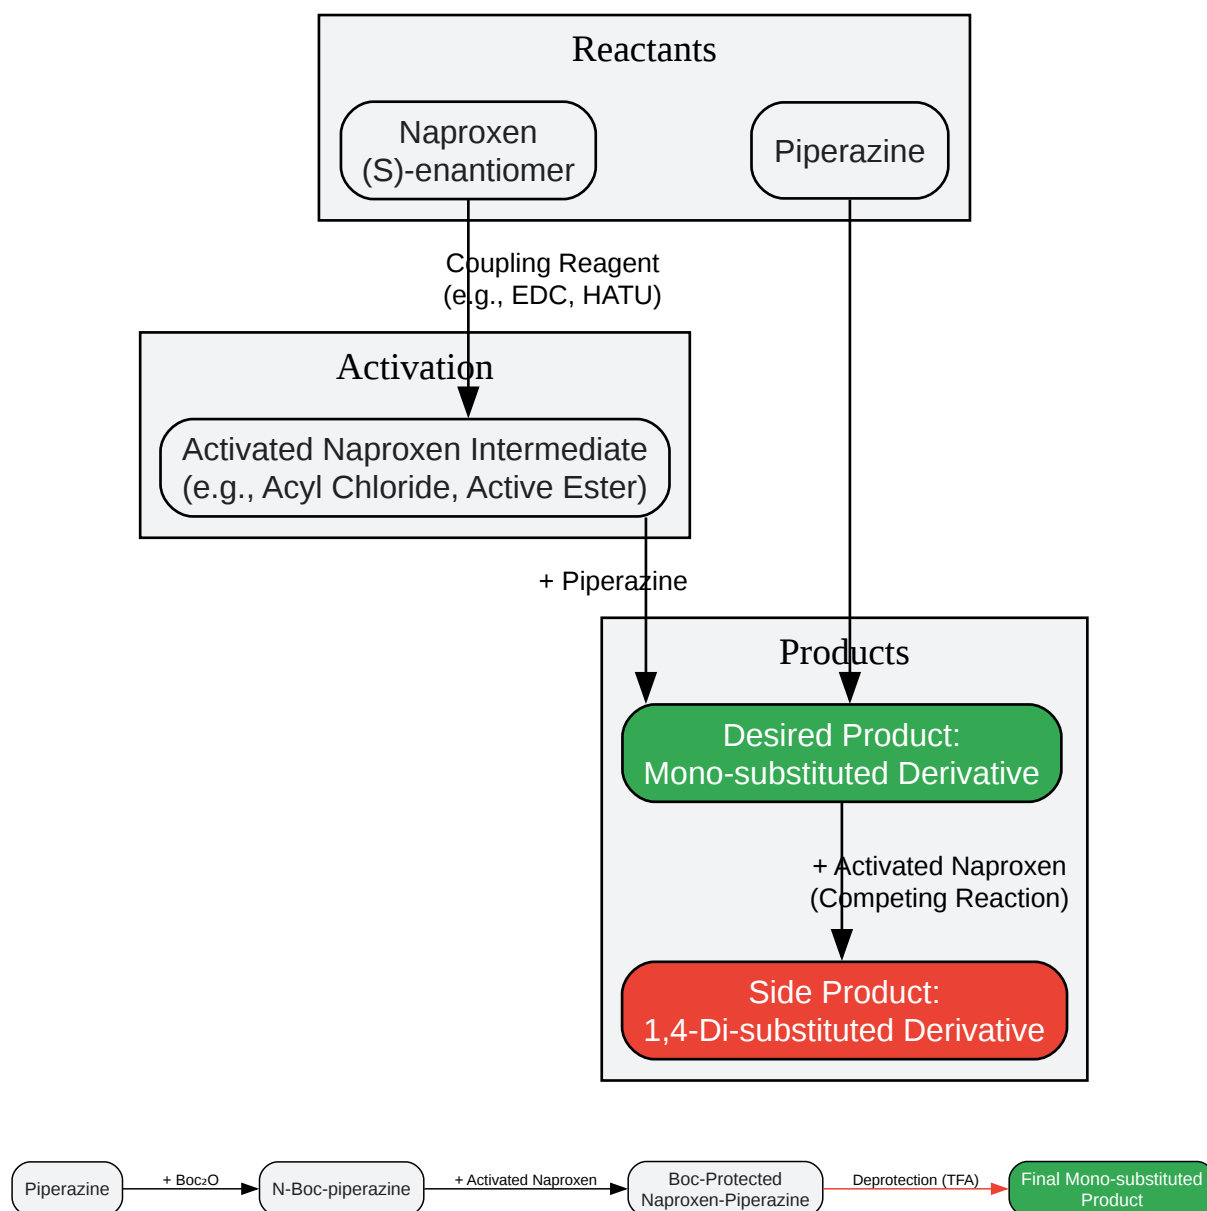 Reactants
Naproxen
(S)-enantiomer
Piperazine
Coupling Reagent
(e.g., EDC, HATU)
Activation
Activated Naproxen Intermediate
(e.g., Acyl Chloride, Active Ester)
+ Piperazine
Products
Desired Product:
Mono-substituted Derivative
+ Activated Naproxen
(Competing Reaction)
Side Product:
1,4-Di-substituted Derivative
Piperazine
+ Boc₂O
N-Boc-piperazine
+ Activated Naproxen
Boc-Protected
Naproxen-Piperazine
Deprotection (TFA)
Final Mono-substituted
Product